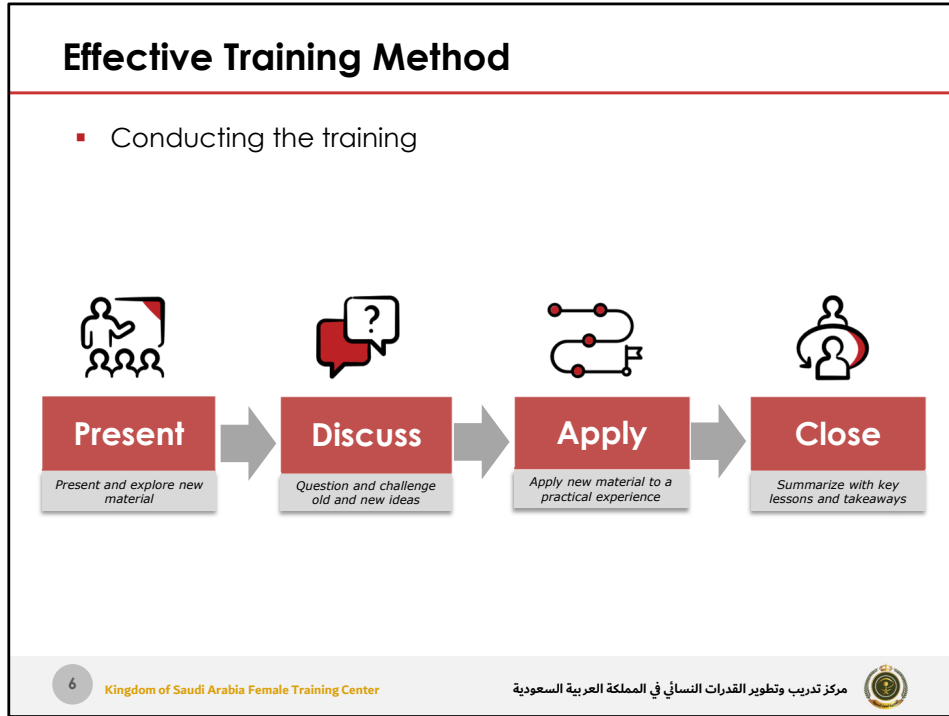 Effective Training Method
▪ Conducting the training
?
Present
Present and explore new
material
Discuss
Question and challenge
old and new ideas
Apply
Apply new material to a
practical experience
Close
Summarize with key
lessons and takeaways
6
Kingdom of Saudi Arabia Female Training Center
مركز تدريب وتطوير القدرات النسائي في المملكة العربية السعودية